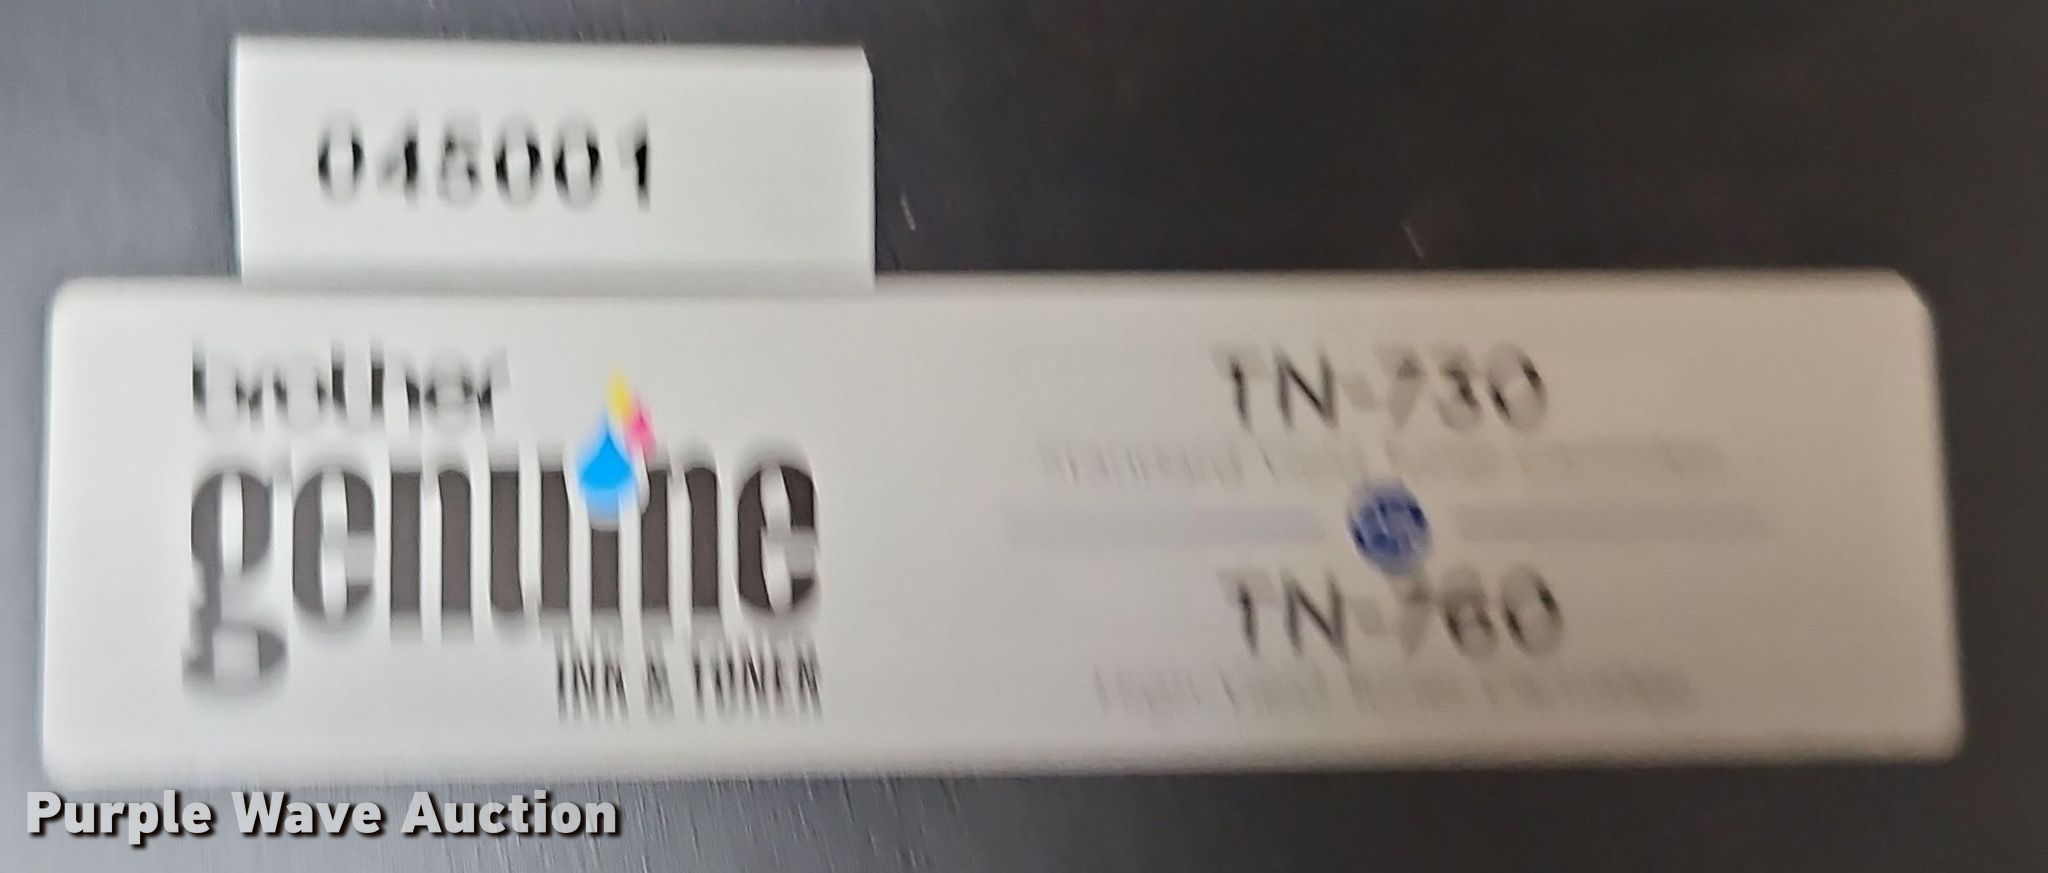 045001
brother
genuine
INK & TONER
TN-730
TN-760
Purple Wave Auction